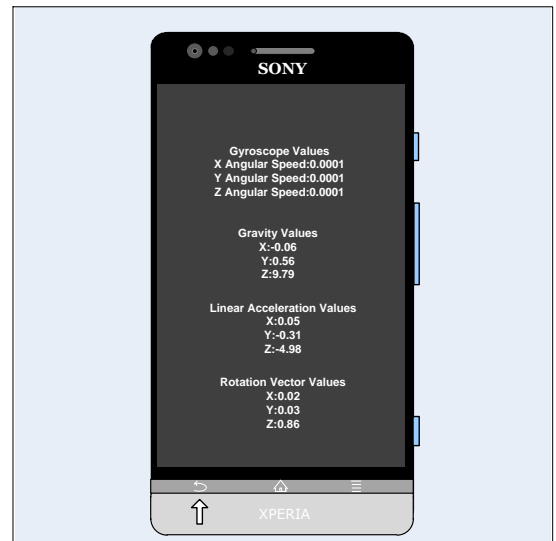 SONY
Gyroscope Values
X Angular Speed:0.0001
Y Angular Speed:0.0001
Z Angular Speed:0.0001
Gravity Values
X:-0.06
Y:0.56
Z:9.79
Linear Acceleration Values
X:0.05
Y:-0.31
Z:-4.98
Rotation Vector Values
X:0.02
Y:0.03
Z:0.86
XPERIA